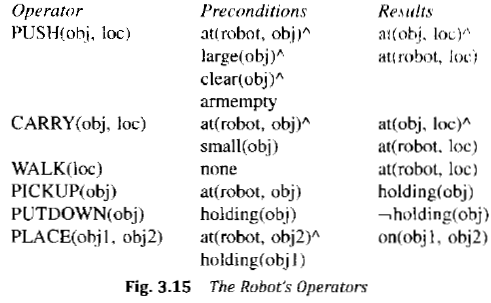 Operator Preconditions Results
PUSH(obj, loc) at(robot, obj)^ at(obj, loc)^
large(obj)^ at(robot, loc)
clear(obj)^
armempty
CARRY(obj, loc) at(robot, obj)^ at(obj, loc)^
small(obj) at(robot, loc)
WALK(loc) none at(robot, loc)
PICKUP(obj) at(robot, obj) holding(obj)
PUTDOWN(obj) holding(obj) ¬holding(obj)
PLACE(obj1, obj2) at(robot, obj2)^ on(obj1, obj2)
holding(obj1)
Fig. 3.15 The Robot's Operators